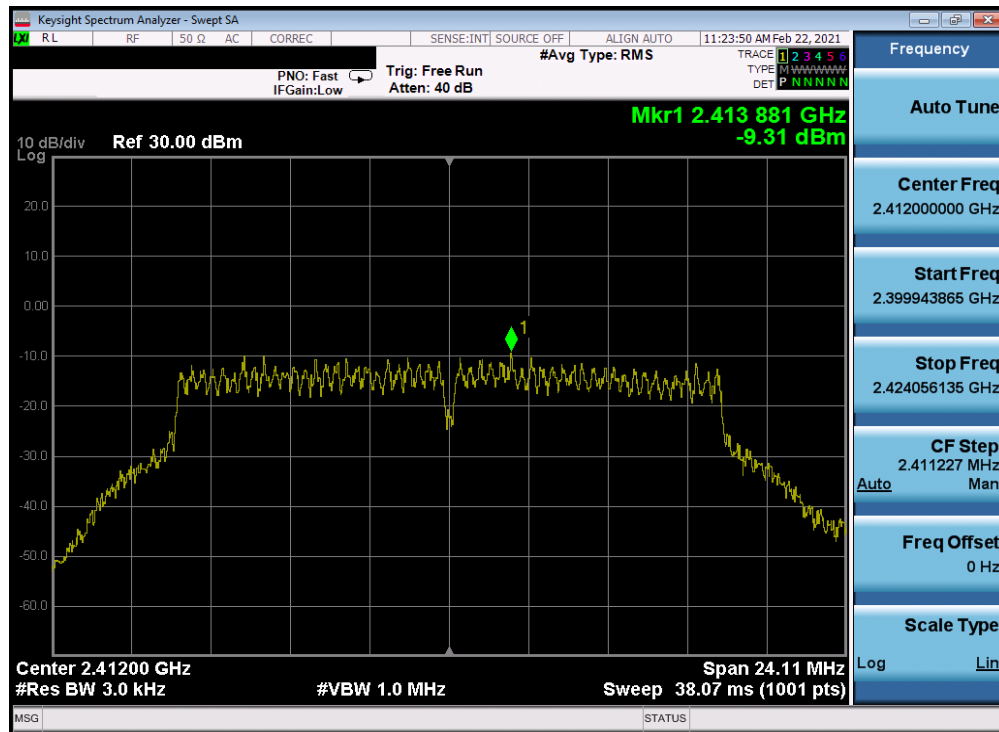 Keysight Spectrum Analyzer - Swept SA
LXI RL RF 50 Ω AC CORREC SENSE:INT SOURCE OFF ALIGN AUTO 11:23:50 AM Feb 22, 2021
#Avg Type: RMS
TRACE 1 2 3 4 5 6
PNO: Fast Trig: Free Run
TYPE M WWWWW
IFGain:Low Atten: 40 dB
DET P N N N N N
Mkr1 2.413 881 GHz
-9.31 dBm
10 dB/div Ref 30.00 dBm
Log
20.0
10.0
0.00
1
-10.0
-20.0
-30.0
-40.0
-50.0
-60.0
Center 2.41200 GHz Span 24.11 MHz
#Res BW 3.0 kHz #VBW 1.0 MHz Sweep 38.07 ms (1001 pts)
MSG STATUS
Frequency
Auto Tune
Center Freq
2.412000000 GHz
Start Freq
2.399943865 GHz
Stop Freq
2.424056135 GHz
CF Step
2.411227 MHz
Auto Man
Freq Offset
0 Hz
Scale Type
Log Lin